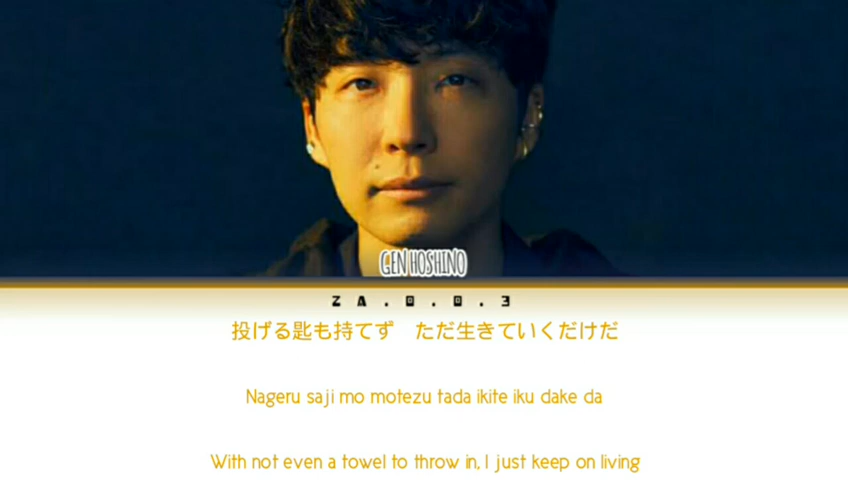 GEN HOSHINO
ZA.0.0.3
投げる匙も持てず　ただ生きていくだけだ
Nageru saji mo motezu tada ikite iku dake da
With not even a towel to throw in, I just keep on living